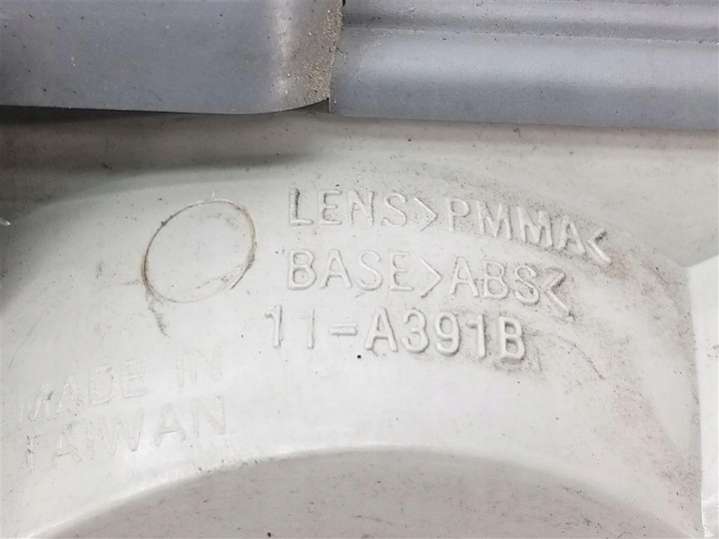 LENS>PMMA<
BASE>ABS<
11-A391B
MADE IN
TAIWAN